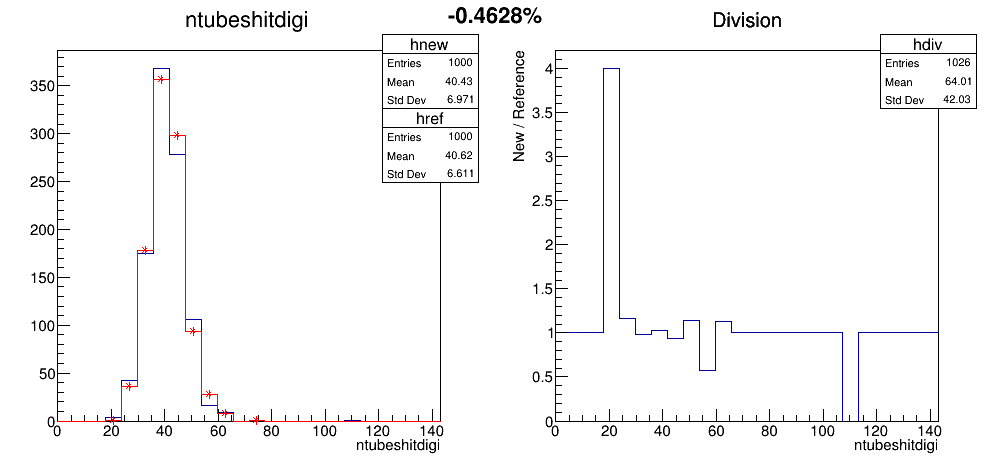 ntubeshitdigi
-0.4628%
Division
hnew
Entries 1000
Mean 40.43
Std Dev 6.971
href
Entries 1000
Mean 40.62
Std Dev 6.611
350
300
250
200
150
100
50
0
0 20 40 60 80 100 120 140
ntubeshitdigi
hdiv
Entries 1026
Mean 64.01
Std Dev 42.03
New / Reference
4
3.5
3
2.5
2
1.5
1
0.5
0
0 20 40 60 80 100 120 140
ntubeshitdigi